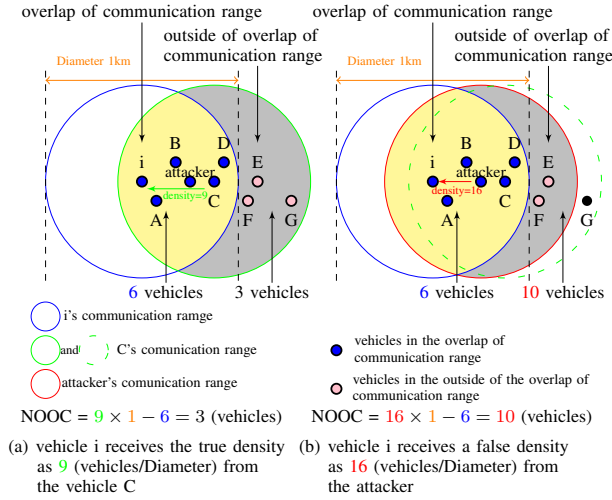 overlap of communication range
outside of overlap of
communication range
Diameter 1km
B
D
i
attacker
E
density=9
A
C
F
G
6 vehicles
3 vehicles
i's communication ramge
and
C's comunication range
attacker's comunication range
NOOC = 9 × 1 − 6 = 3 (vehicles)
(a) vehicle i receives the true density
as 9 (vehicles/Diameter) from
the vehicle C
overlap of communication range
outside of overlap of
communication range
Diameter 1km
B
D
i
attacker
E
density=16
A
C
F
G
6 vehicles
10 vehicles
vehicles in the overlap of
communication range
vehicles in the outside of the overlap of
communication range
NOOC = 16 × 1 − 6 = 10 (vehicles)
(b) vehicle i receives a false density
as 16 (vehicles/Diameter) from
the attacker